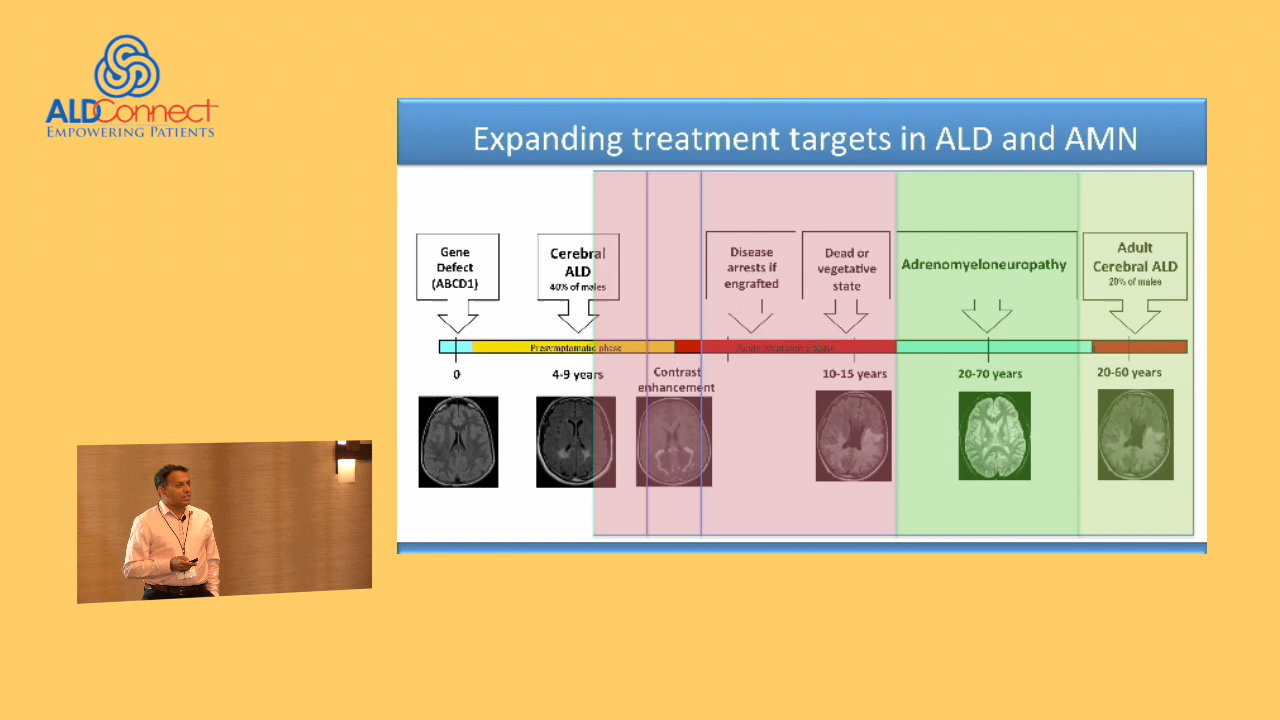 ALDConnect
EMPOWERING PATIENTS
Expanding treatment targets in ALD and AMN
Gene
Defect
(ABCD1)
Cerebral
ALD
40% of males
Disease
arrests if
engrafted
Dead or
vegetative
state
Adrenomyeloneuropathy
Adult
Cerebral ALD
20% of males
Presymptamatic phase
0
4-9 years
Contrast
enhancement
10-15 years
20-70 years
20-60 years